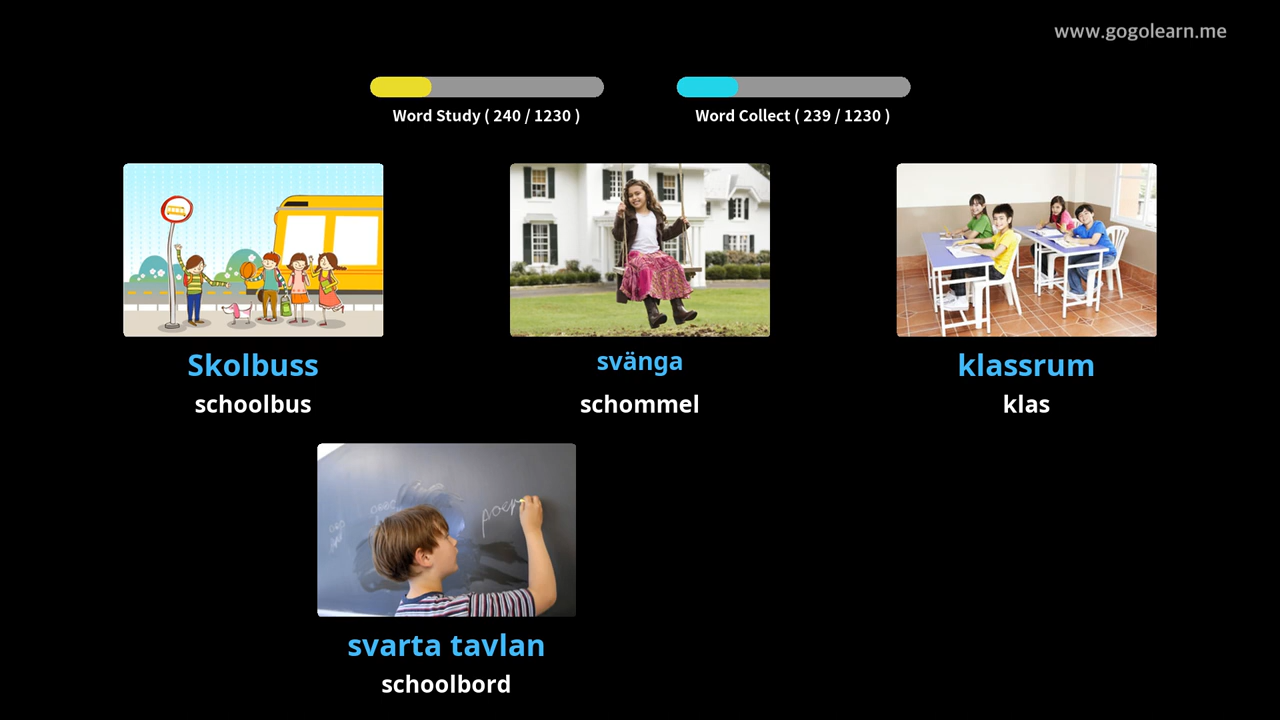 www.gogolearn.me
Word Study ( 240 / 1230 )
Word Collect ( 239 / 1230 )
Skolbuss
schoolbus
svänga
schommel
klassrum
klas
poem
svarta tavlan
schoolbord